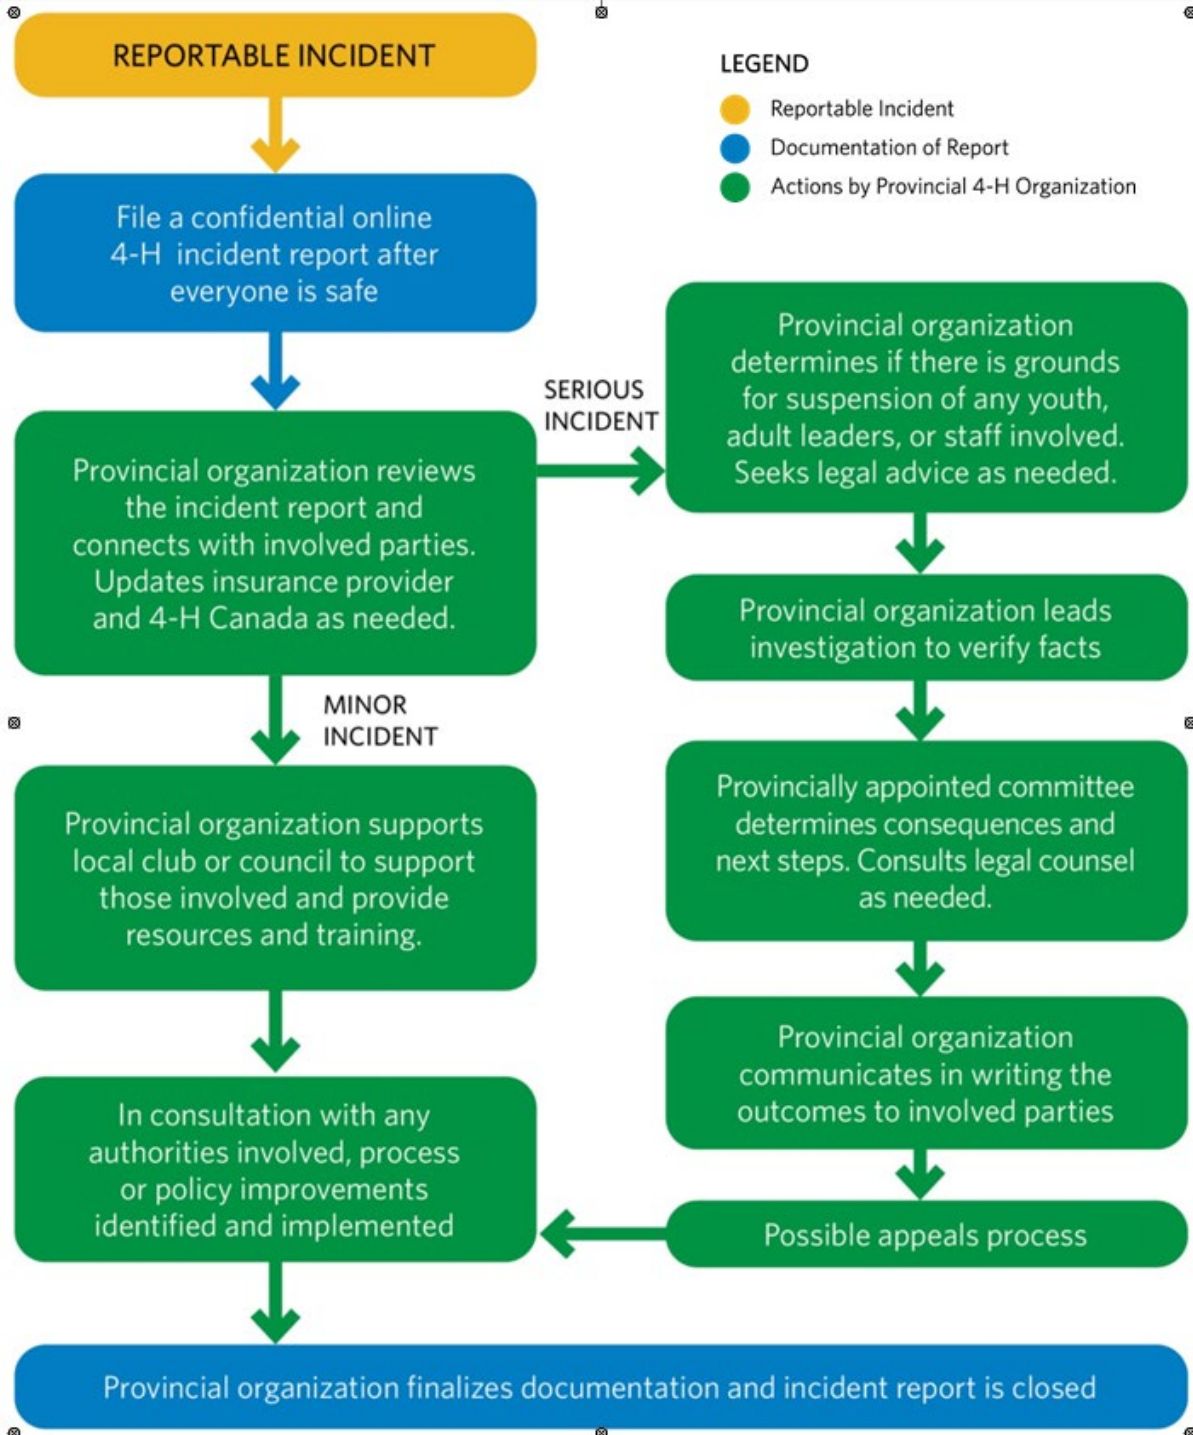 REPORTABLE INCIDENT
LEGEND
Reportable Incident
Documentation of Report
Actions by Provincial 4-H Organization
File a confidential online
4-H incident report after
everyone is safe
Provincial organization reviews
the incident report and
connects with involved parties.
Updates insurance provider
and 4-H Canada as needed.
SERIOUS
INCIDENT
Provincial organization
determines if there is grounds
for suspension of any youth,
adult leaders, or staff involved.
Seeks legal advice as needed.
Provincial organization leads
investigation to verify facts
Provincially appointed committee
determines consequences and
next steps. Consults legal counsel
as needed.
Provincial organization
communicates in writing the
outcomes to involved parties
Possible appeals process
MINOR
INCIDENT
Provincial organization supports
local club or council to support
those involved and provide
resources and training.
In consultation with any
authorities involved, process
or policy improvements
identified and implemented
Provincial organization finalizes documentation and incident report is closed